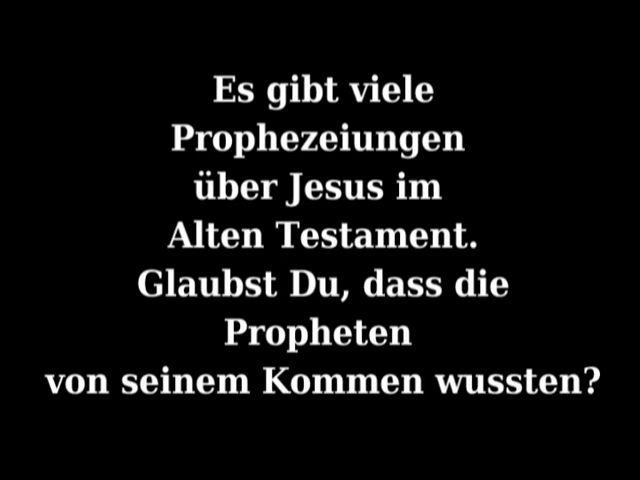 Es gibt viele
Prophezeiungen
über Jesus im
Alten Testament.
Glaubst Du, dass die
Propheten
von seinem Kommen wussten?